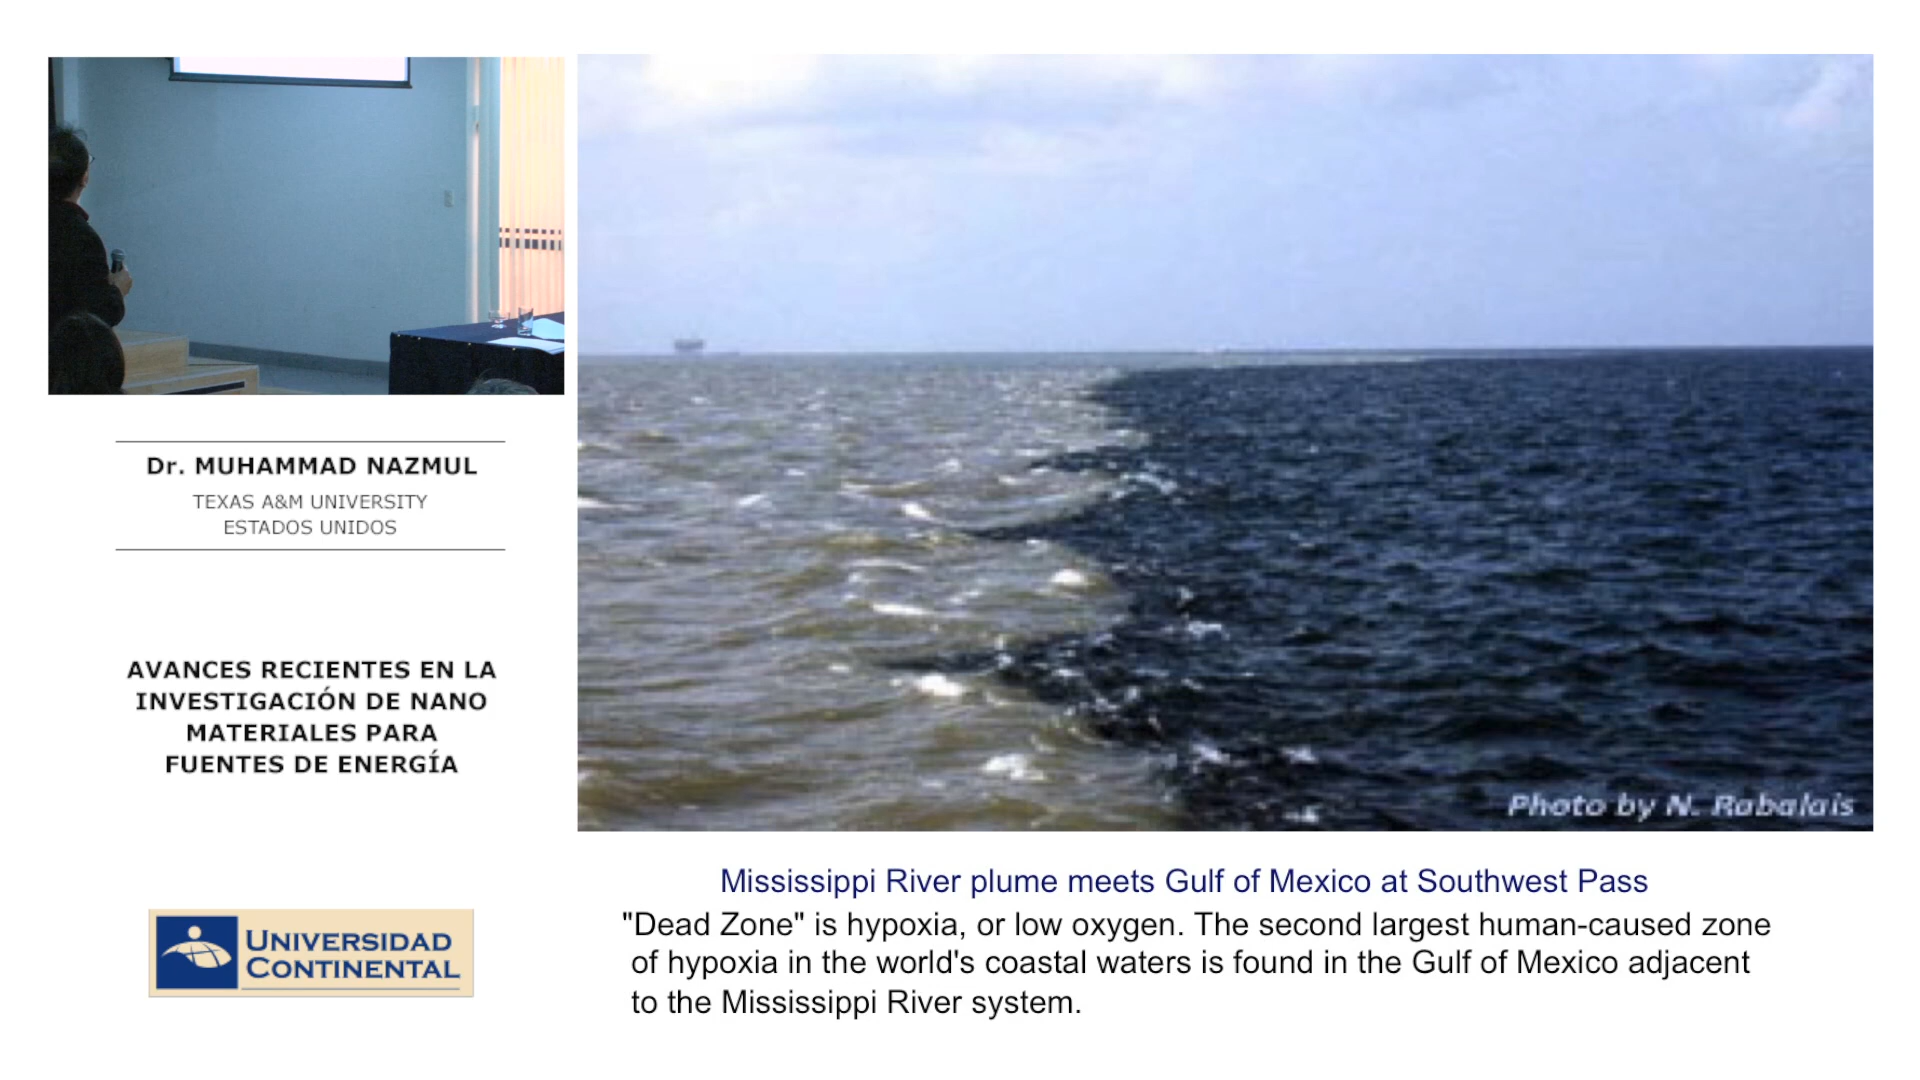 Dr. MUHAMMAD NAZMUL
TEXAS A&M UNIVERSITY
ESTADOS UNIDOS
AVANCES RECIENTES EN LA
INVESTIGACIÓN DE NANO
MATERIALES PARA
FUENTES DE ENERGÍA
UNIVERSIDAD
CONTINENTAL
Photo by N. Rabalais
Mississippi River plume meets Gulf of Mexico at Southwest Pass
"Dead Zone" is hypoxia, or low oxygen. The second largest human-caused zone
of hypoxia in the world's coastal waters is found in the Gulf of Mexico adjacent
to the Mississippi River system.